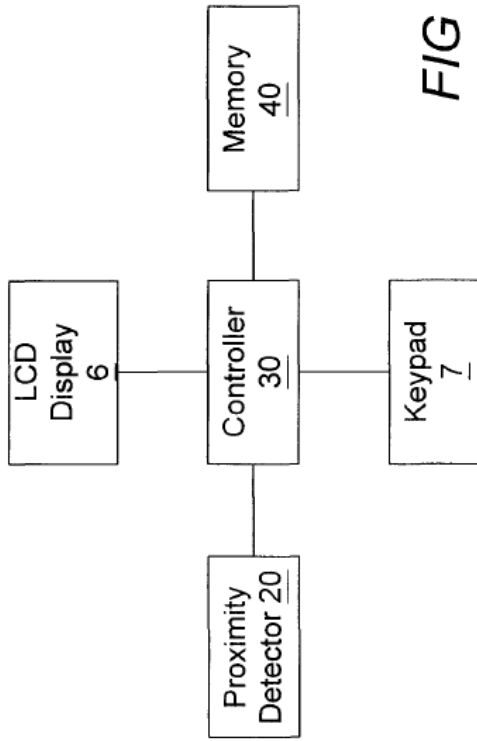 LCD
Display
6
Proximity
Detector 20
Controller
30
Memory
40
Keypad
7
FIG